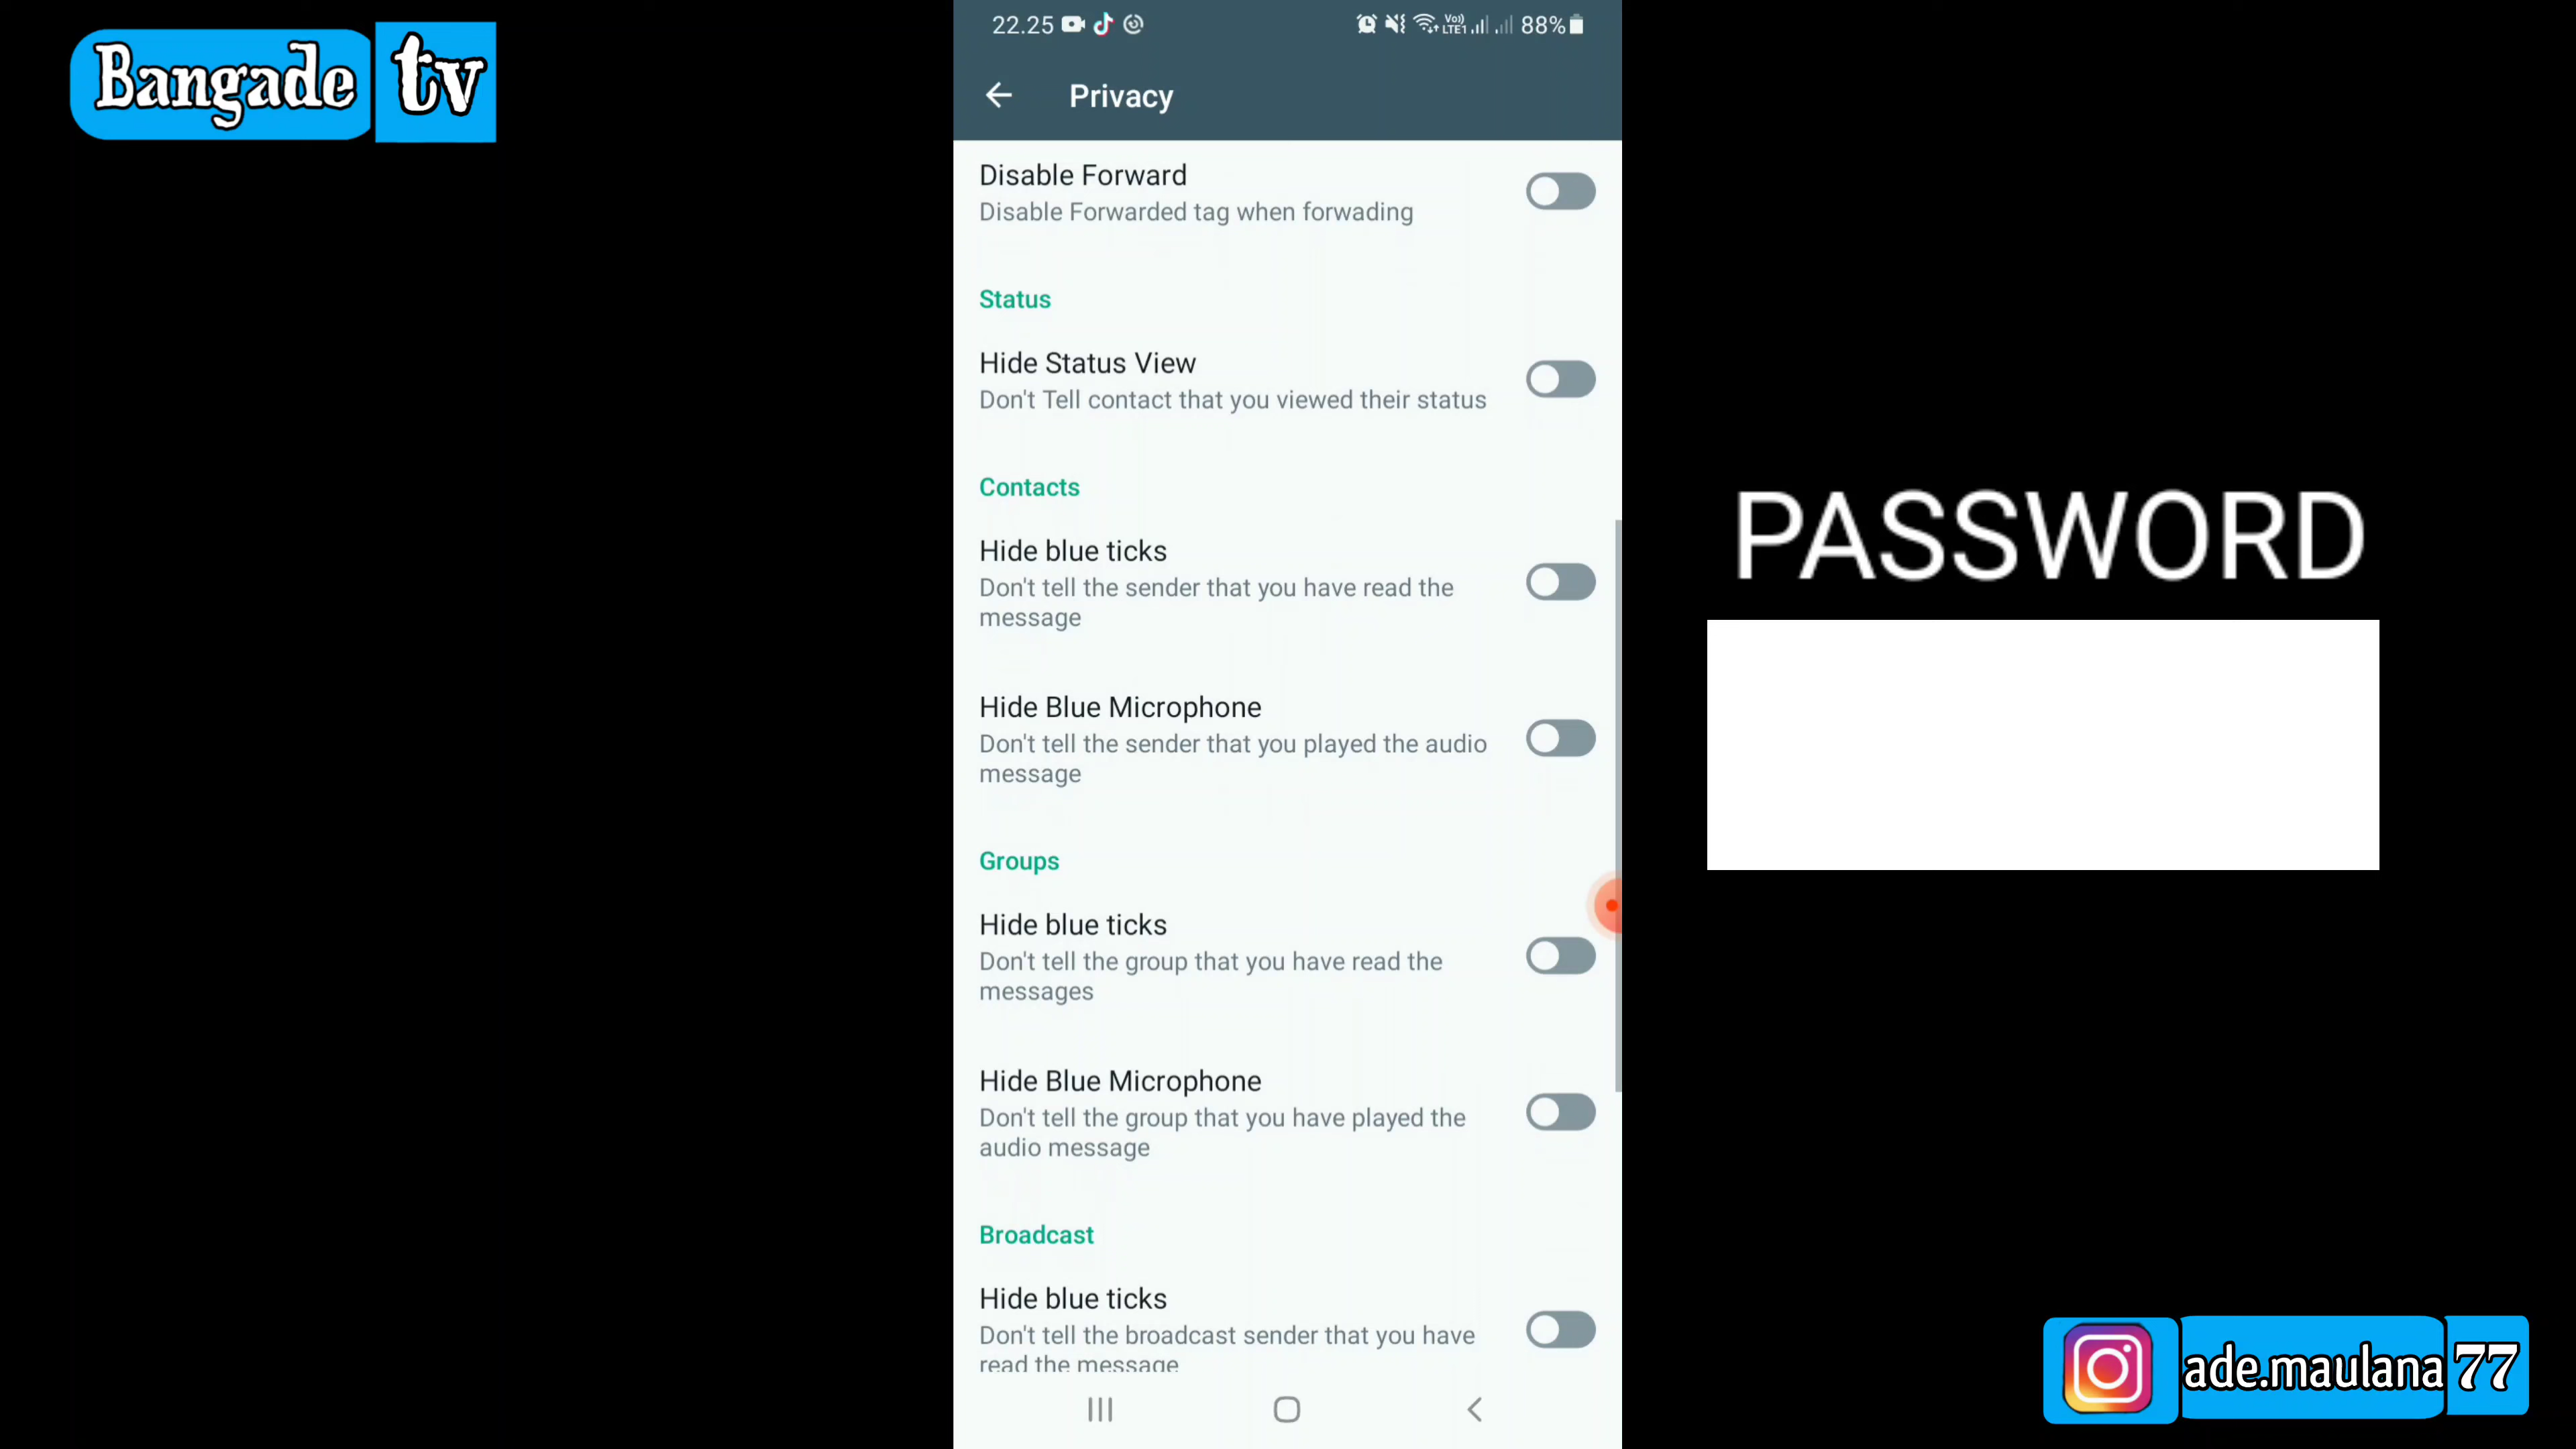 Bangade tv
22.25
Vo)) LTE1 88%
Privacy
Disable Forward
Disable Forwarded tag when forwading
Status
Hide Status View
Don't Tell contact that you viewed their status
Contacts
Hide blue ticks
Don't tell the sender that you have read the
message
Hide Blue Microphone
Don't tell the sender that you played the audio
message
Groups
Hide blue ticks
Don't tell the group that you have read the
messages
Hide Blue Microphone
Don't tell the group that you have played the
audio message
Broadcast
Hide blue ticks
Don't tell the broadcast sender that you have
read the message
PASSWORD
ade.maulana 77